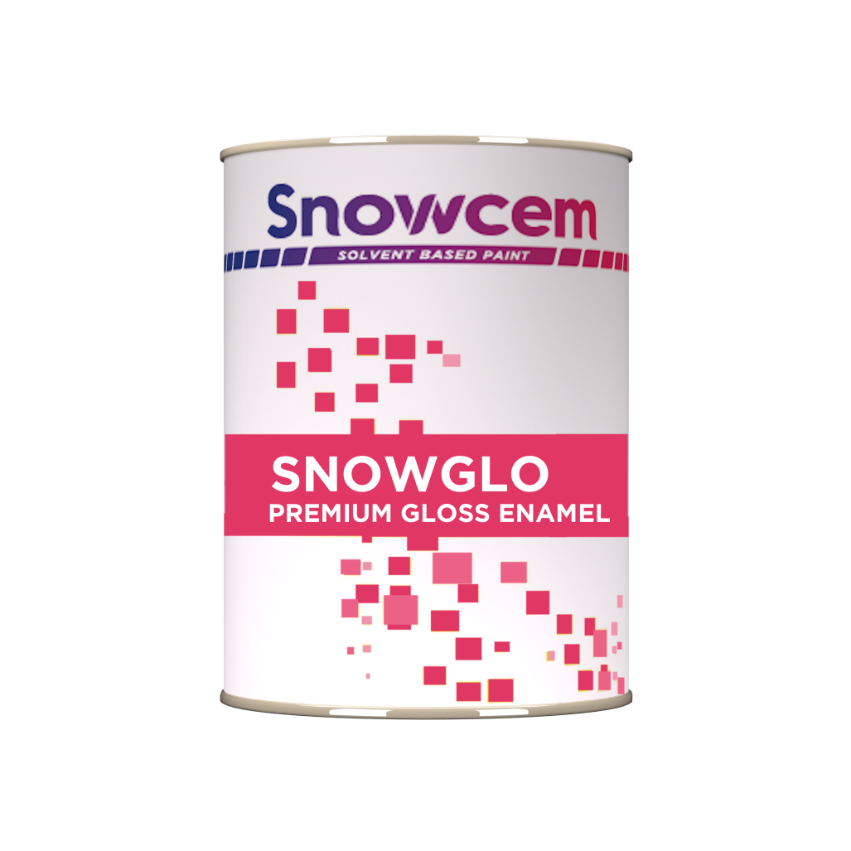 Snowcem
SOLVENT BASED PAINT
SNOWGLO
PREMIUM GLOSS ENAMEL